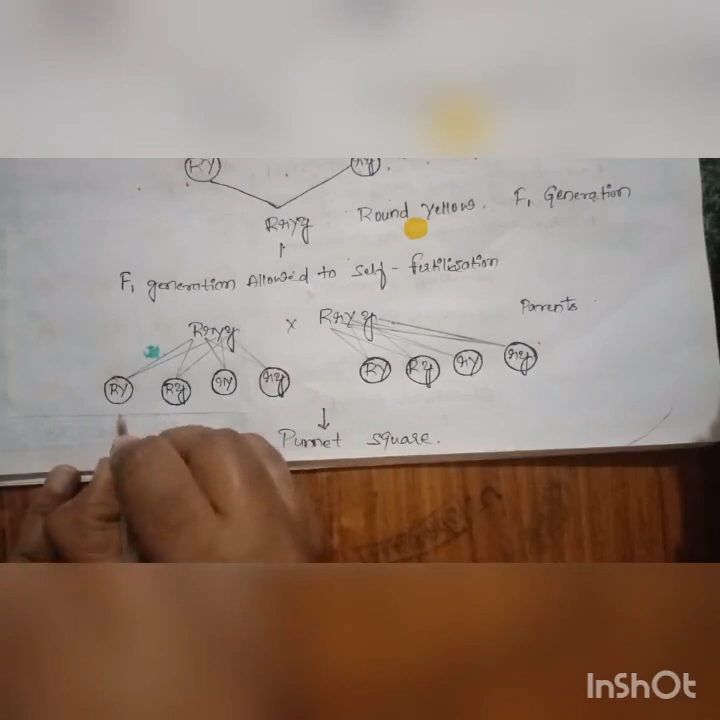 RY ry
RrYy Round yellow. F1 Generation
F1 generation Allowed to self-fertilisation
RrYy x RrYy Parents
RY Ry rY ry RY Ry rY ry
Punnet square.
InShOt